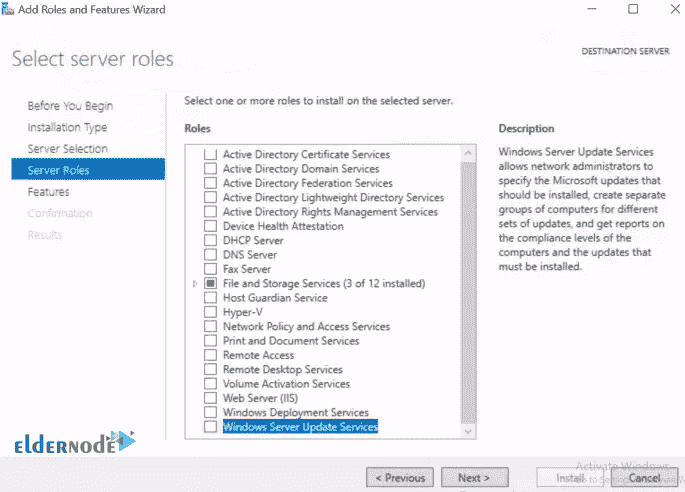 Add Roles and Features Wizard
Select server roles
DESTINATION SERVER
Before You Begin
Installation Type
Server Selection
Server Roles
Features
Confirmation
Results
Select one or more roles to install on the selected server.
Roles
Active Directory Certificate Services
Active Directory Domain Services
Active Directory Federation Services
Active Directory Lightweight Directory Services
Active Directory Rights Management Services
Device Health Attestation
DHCP Server
DNS Server
Fax Server
File and Storage Services (3 of 12 installed)
Host Guardian Service
Hyper-V
Network Policy and Access Services
Print and Document Services
Remote Access
Remote Desktop Services
Volume Activation Services
Web Server (IIS)
Windows Deployment Services
Windows Server Update Services
Description
Windows Server Update Services
allows network administrators to
specify the Microsoft updates that
should be installed, create separate
groups of computers for different
sets of updates, and get reports on
the compliance levels of the
computers and the updates that
must be installed.
ELDERNODE
Activate Windows
< Previous
Next >
Install
Cancel